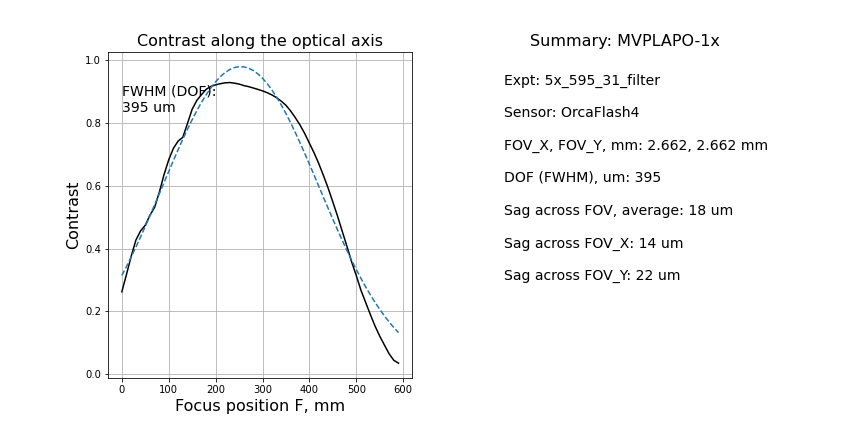 Contrast along the optical axis
Summary: MVPLAPO-1x
FWHM (DOF):
395 um
Contrast
1.0
0.8
0.6
0.4
0.2
0.0
0 100 200 300 400 500 600
Focus position F, mm
Expt: 5x_595_31_filter
Sensor: OrcaFlash4
FOV_X, FOV_Y, mm: 2.662, 2.662 mm
DOF (FWHM), um: 395
Sag across FOV, average: 18 um
Sag across FOV_X: 14 um
Sag across FOV_Y: 22 um